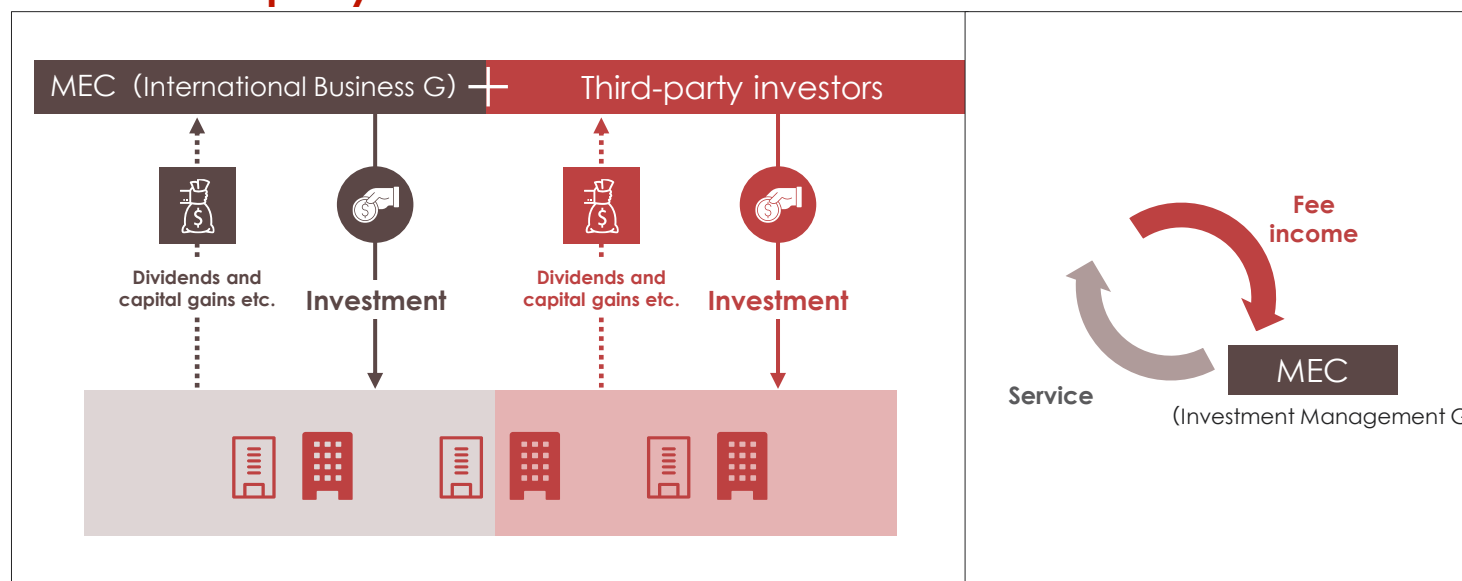 MEC (International Business G)
Third-party investors
Dividends and
capital gains etc.
Investment
Dividends and
capital gains etc.
Investment
Fee
income
Service
MEC
(Investment Management G